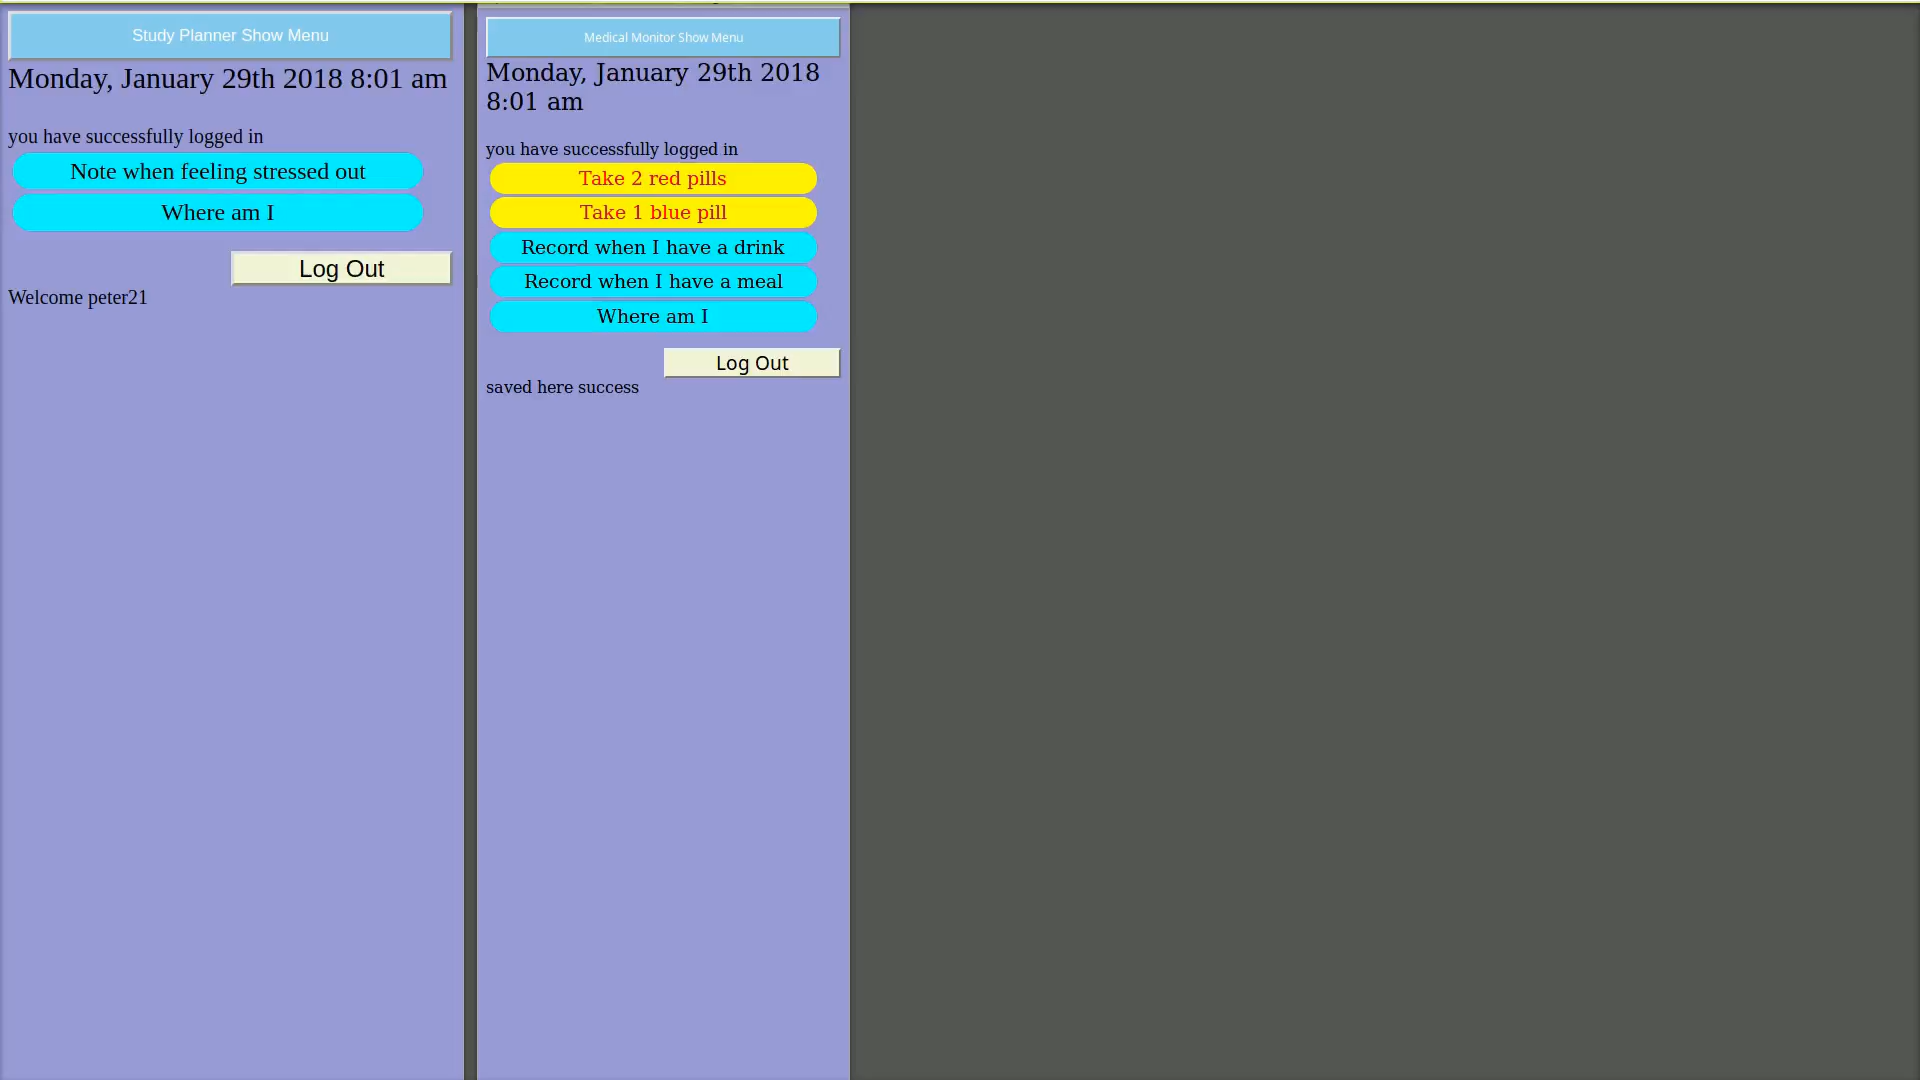 Study Planner Show Menu
Monday, January 29th 2018 8:01 am
you have successfully logged in
Note when feeling stressed out
Where am I
Log Out
Welcome peter21
Medical Monitor Show Menu
Monday, January 29th 2018
8:01 am
you have successfully logged in
Take 2 red pills
Take 1 blue pill
Record when I have a drink
Record when I have a meal
Where am I
Log Out
saved here success